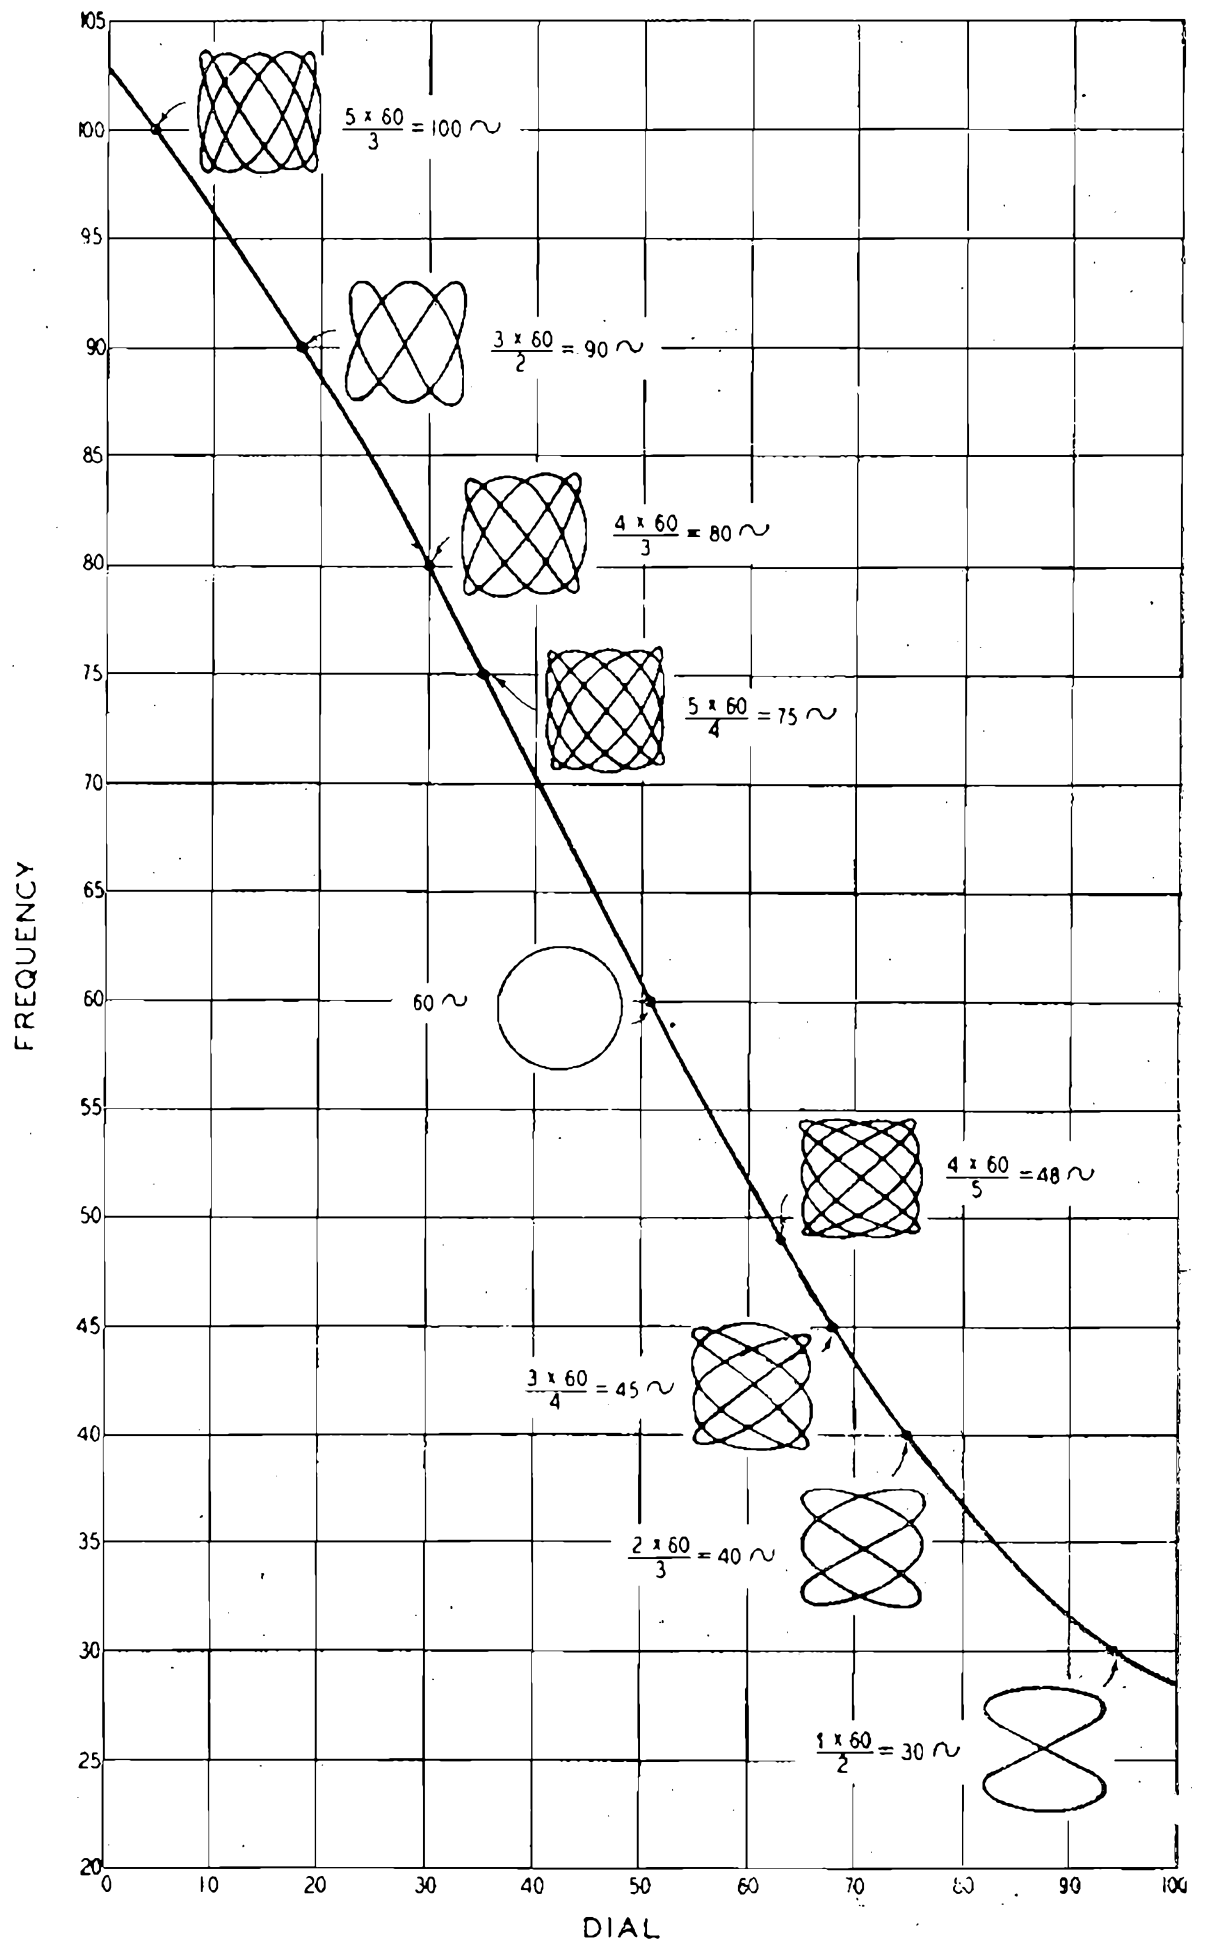 105
100
95
90
85
80
75
70
65
60
55
50
45
40
35
30
25
20
FREQUENCY
5 x 60
3 = 100 ~
3 x 60
2 = 90 ~
4 x 60
3 = 80 ~
5 x 60
4 = 75 ~
60 ~
4 x 60
5 = 48 ~
3 x 60
4 = 45 ~
2 x 60
3 = 40 ~
1 x 60
2 = 30 ~
0 10 20 30 40 50 60 70 80 90 100
DIAL